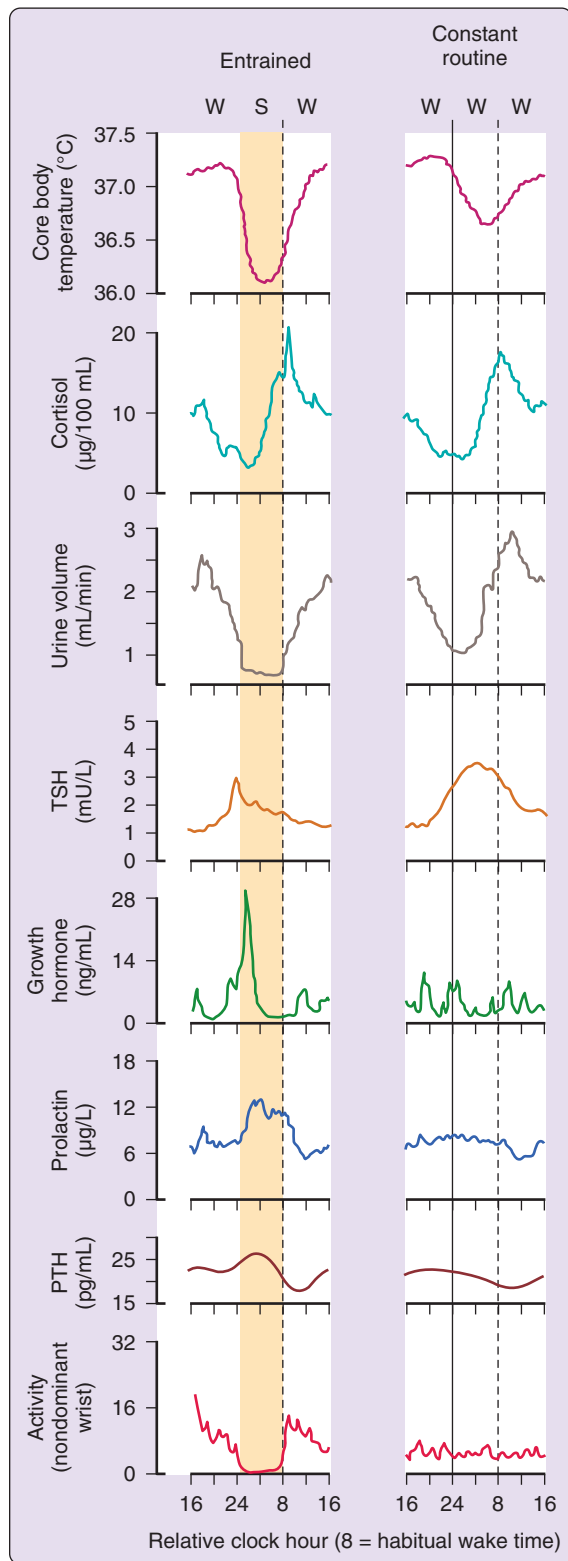 Entrained
Constant
routine
W S W
W W W
Core body
temperature (°C)
37.5
37.0
36.5
36.0
Cortisol
(µg/100 mL)
20
10
0
Urine volume
(mL/min)
3
2
1
TSH
(mU/L)
5
4
3
2
1
0
Growth
hormone
(ng/mL)
28
14
0
Prolactin
(µg/L)
18
12
6
0
PTH
(pg/mL)
25
15
Activity
(nondominant
wrist)
32
16
0
16 24 8 16
16 24 8 16
Relative clock hour (8 = habitual wake time)